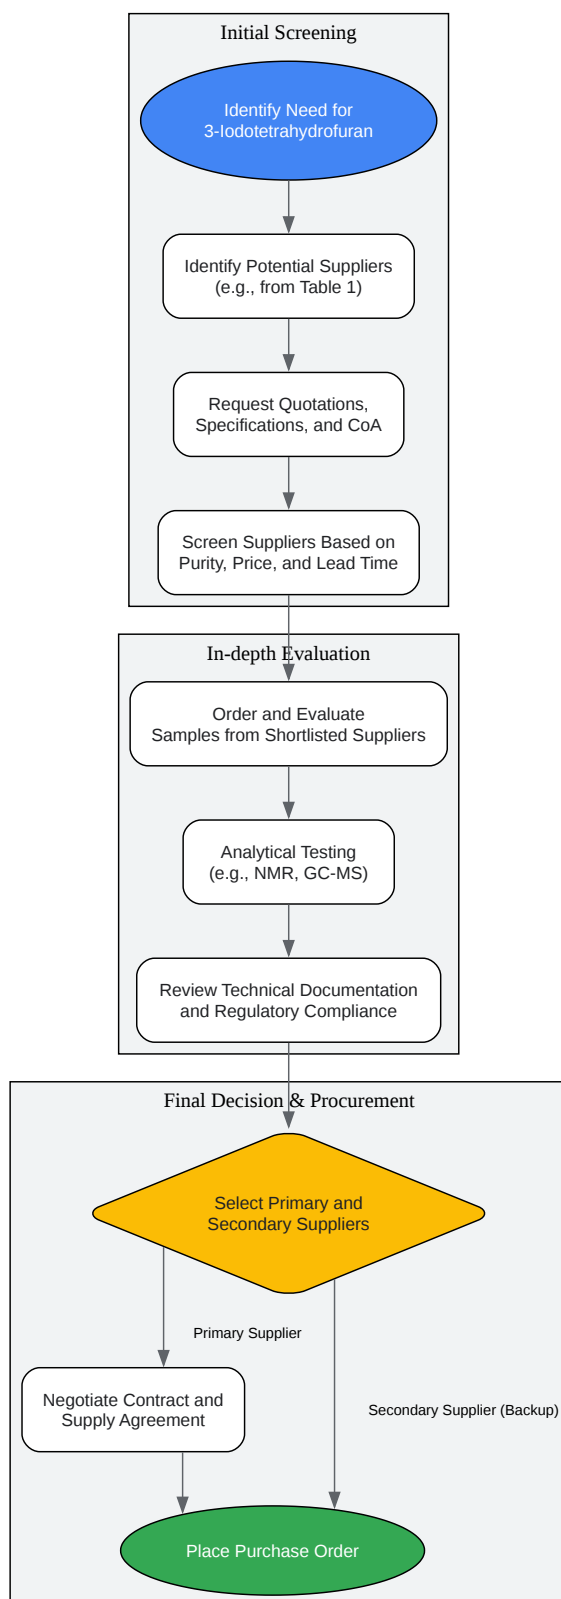 Initial Screening
Identify Need for
3-Iodotetrahydrofuran
Identify Potential Suppliers
(e.g., from Table 1)
Request Quotations,
Specifications, and CoA
Screen Suppliers Based on
Purity, Price, and Lead Time
In-depth Evaluation
Order and Evaluate
Samples from Shortlisted Suppliers
Analytical Testing
(e.g., NMR, GC-MS)
Review Technical Documentation
and Regulatory Compliance
Final Decision & Procurement
Select Primary and
Secondary Suppliers
Primary Supplier
Negotiate Contract and
Supply Agreement
Secondary Supplier (Backup)
Place Purchase Order